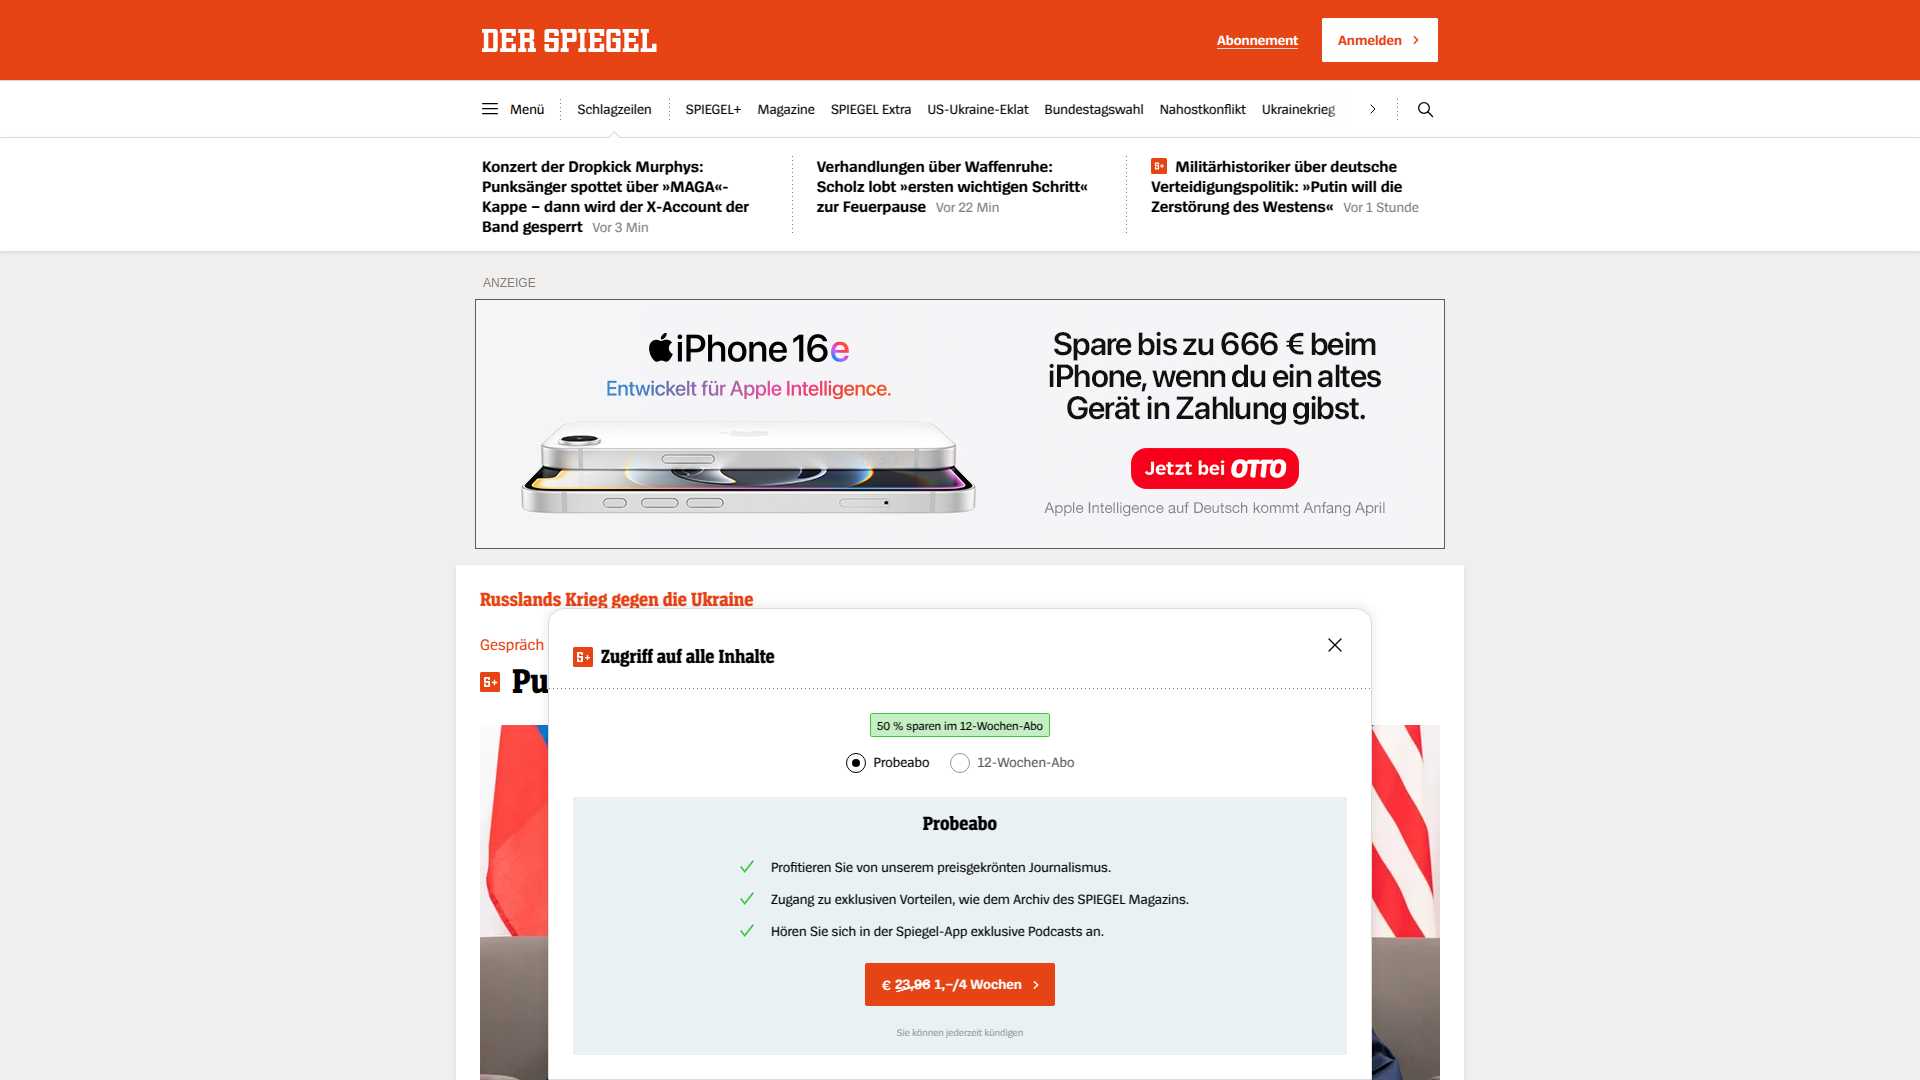 DER SPIEGEL
Abonnement
Anmelden
Menü
Schlagzeilen
SPIEGEL+
Magazine
SPIEGEL Extra
US-Ukraine-Eklat
Bundestagswahl
Nahostkonflikt
Ukrainekrieg
Konzert der Dropkick Murphys:
Punksänger spottet über »MAGA«-
Kappe – dann wird der X-Account der
Band gesperrt Vor 3 Min
Verhandlungen über Waffenruhe:
Scholz lobt »ersten wichtigen Schritt«
zur Feuerpause Vor 22 Min
S+ Militärhistoriker über deutsche
Verteidigungspolitik: »Putin will die
Zerstörung des Westens« Vor 1 Stunde
ANZEIGE
iPhone 16e
Entwickelt für Apple Intelligence.
Spare bis zu 666 € beim
iPhone, wenn du ein altes
Gerät in Zahlung gibst.
Jetzt bei OTTO
Apple Intelligence auf Deutsch kommt Anfang April
Russlands Krieg gegen die Ukraine
Gespräch
S+ Pu
S+ Zugriff auf alle Inhalte
50 % sparen im 12-Wochen-Abo
Probeabo
12-Wochen-Abo
Probeabo
Profitieren Sie von unserem preisgekrönten Journalismus.
Zugang zu exklusiven Vorteilen, wie dem Archiv des SPIEGEL Magazins.
Hören Sie sich in der Spiegel-App exklusive Podcasts an.
€ 23,96 1,–/4 Wochen
Sie können jederzeit kündigen